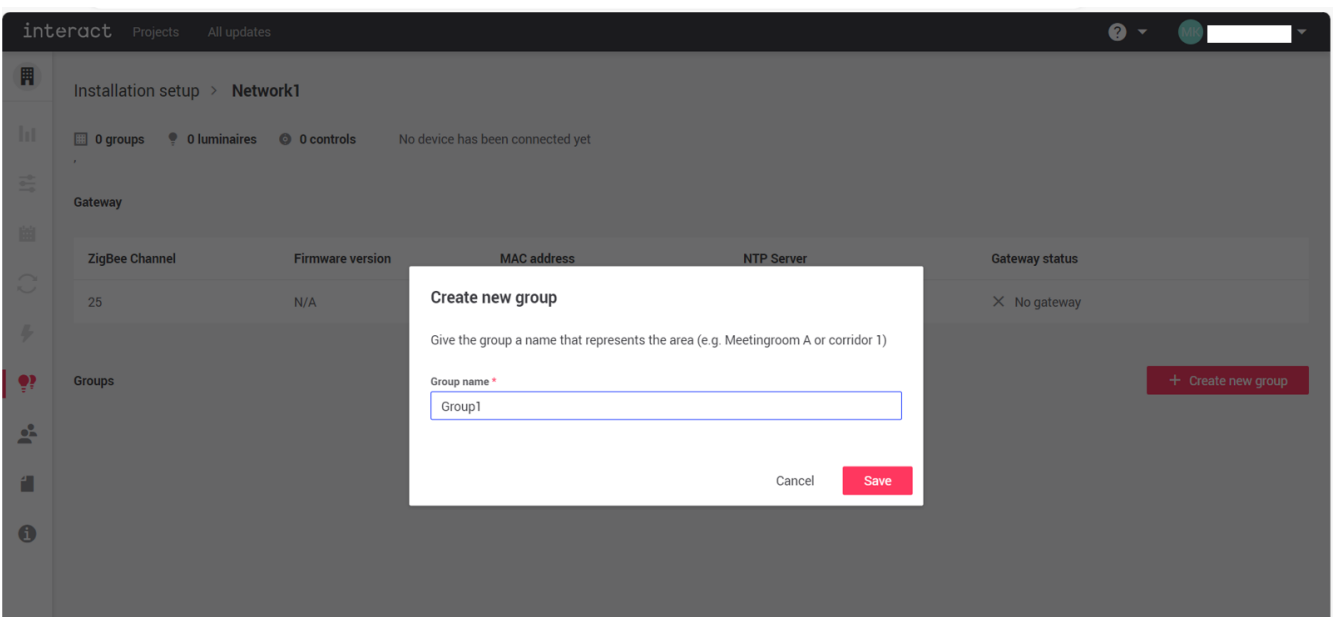 interact Projects All updates ?
MK
Installation setup > Network1
0 groups 0 luminaires 0 controls No device has been connected yet
Gateway
ZigBee Channel Firmware version MAC address NTP Server Gateway status
25 N/A No gateway
Create new group
Give the group a name that represents the area (e.g. Meetingroom A or corridor 1)
Group name *
Group1
Groups + Create new group
Cancel Save